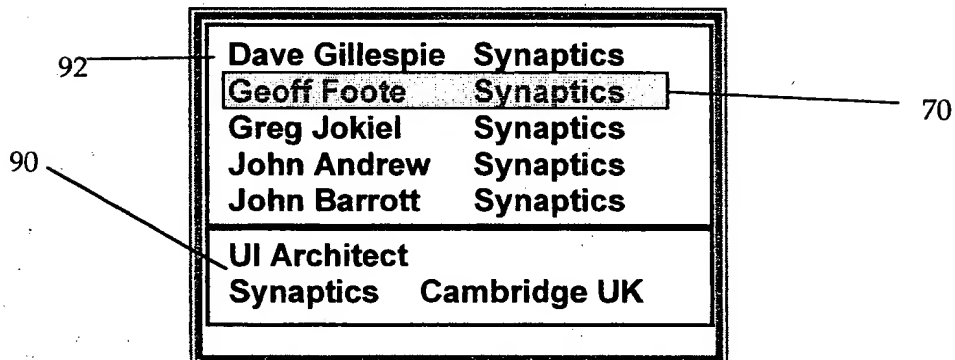 92
Dave Gillespie Synaptics
Geoff Foote Synaptics
70
Greg Jokiel Synaptics
90
John Andrew Synaptics
John Barrott Synaptics
UI Architect
Synaptics Cambridge UK